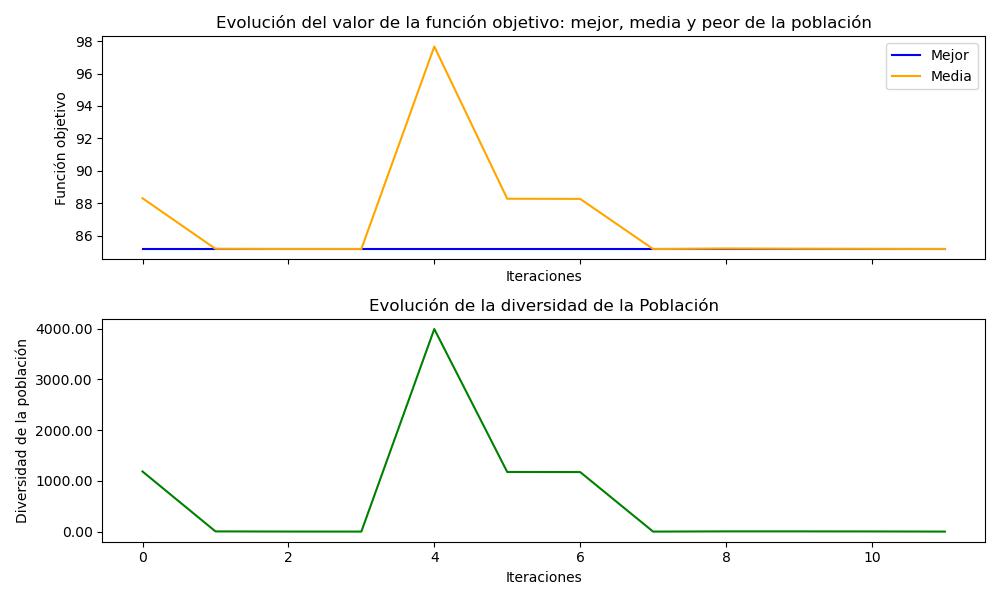 Evolución del valor de la función objetivo: mejor, media y peor de la población
98
96
94
92
90
88
86
Función objetivo
Mejor
Media
Iteraciones
Evolución de la diversidad de la Población
4000.00
3000.00
2000.00
1000.00
0.00
Diversidad de la población
0 2 4 6 8 10
Iteraciones